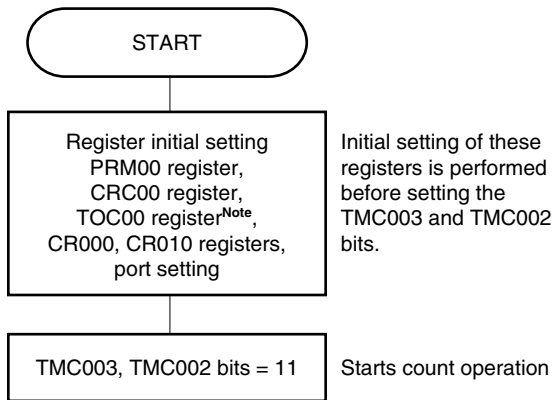 START
Register initial setting
PRM00 register,
CRC00 register,
TOC00 registerNote,
CR000, CR010 registers,
port setting
Initial setting of these
registers is performed
before setting the
TMC003 and TMC002
bits.
TMC003, TMC002 bits = 11
Starts count operation